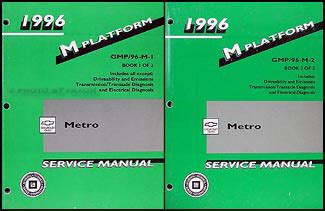 1996
M PLATFORM
GMP/96-M-1
BOOK 1 OF 2
Includes all except:
Driveability and Emissions
Transmission/Transaxle Diagnosis
and Electrical Diagnosis
Metro
SERVICE MANUAL
1996
M PLATFORM
GMP/96-M-2
BOOK 2 OF 2
Includes:
Driveability and Emissions
Transmission/Transaxle Diagnosis
and Electrical Diagnosis
Metro
SERVICE MANUAL